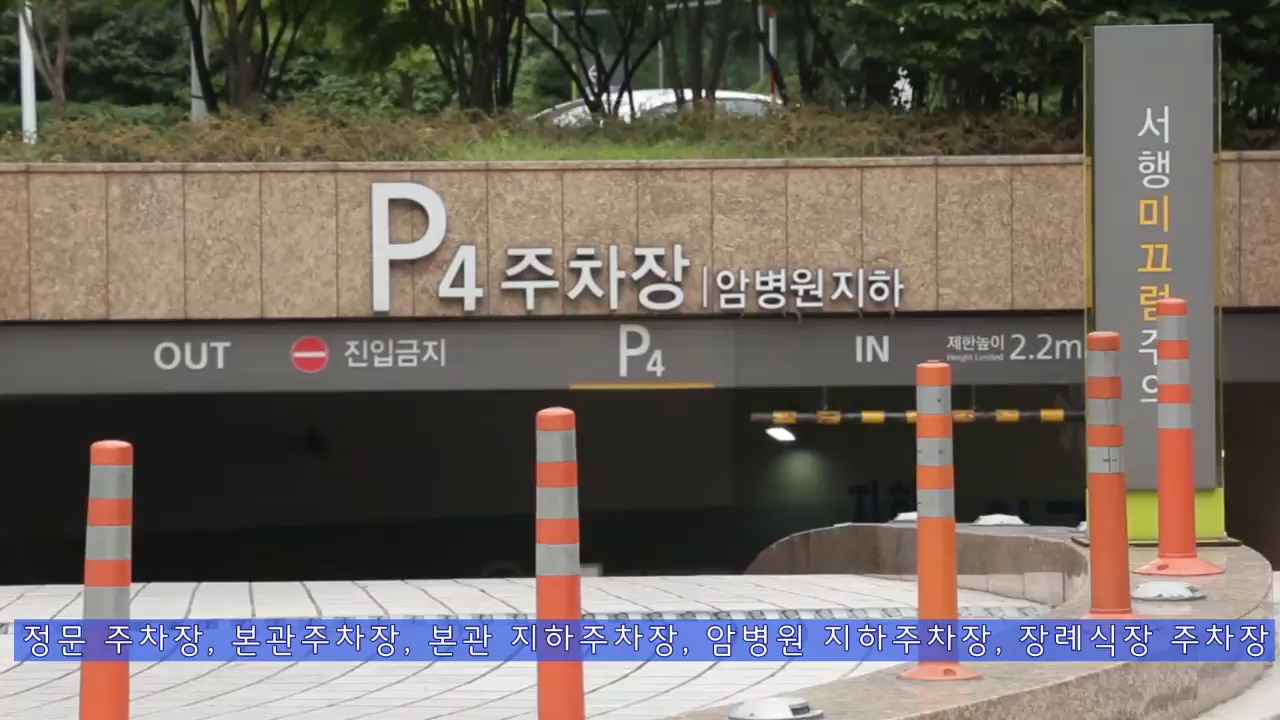 P4 주차장 | 암병원 지하
OUT 진입금지 P4 IN 제한높이 Height Limited 2.2m
서행미끄럼주의
정문 주차장, 본관주차장, 본관 지하주차장, 암병원 지하주차장, 장례식장 주차장